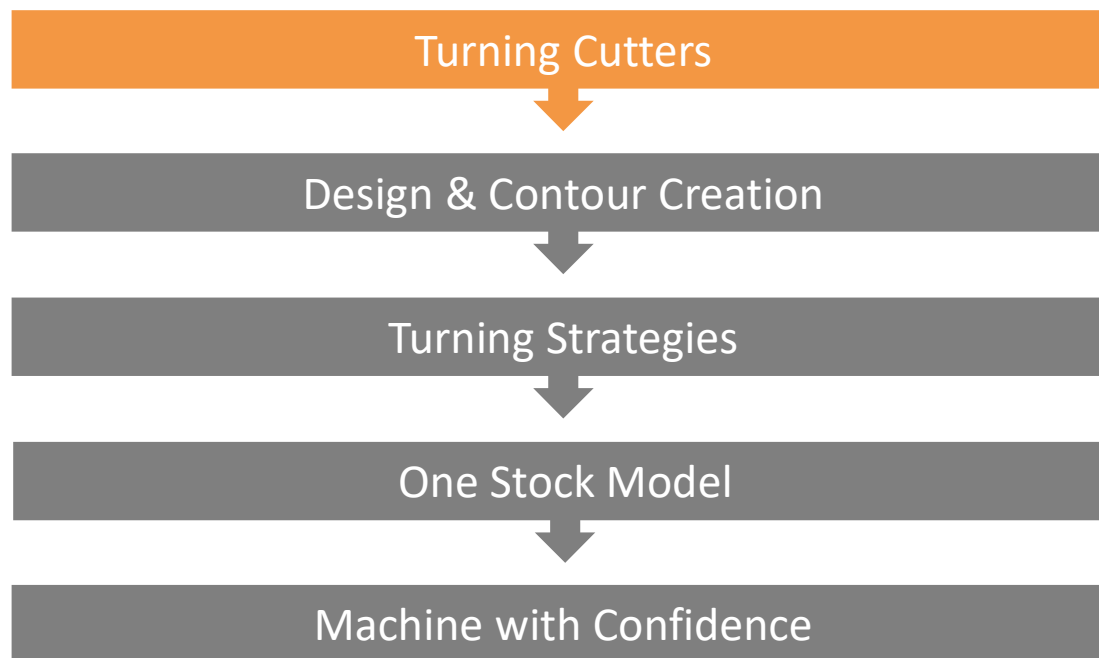 Turning Cutters
Design & Contour Creation
Turning Strategies
One Stock Model
Machine with Confidence